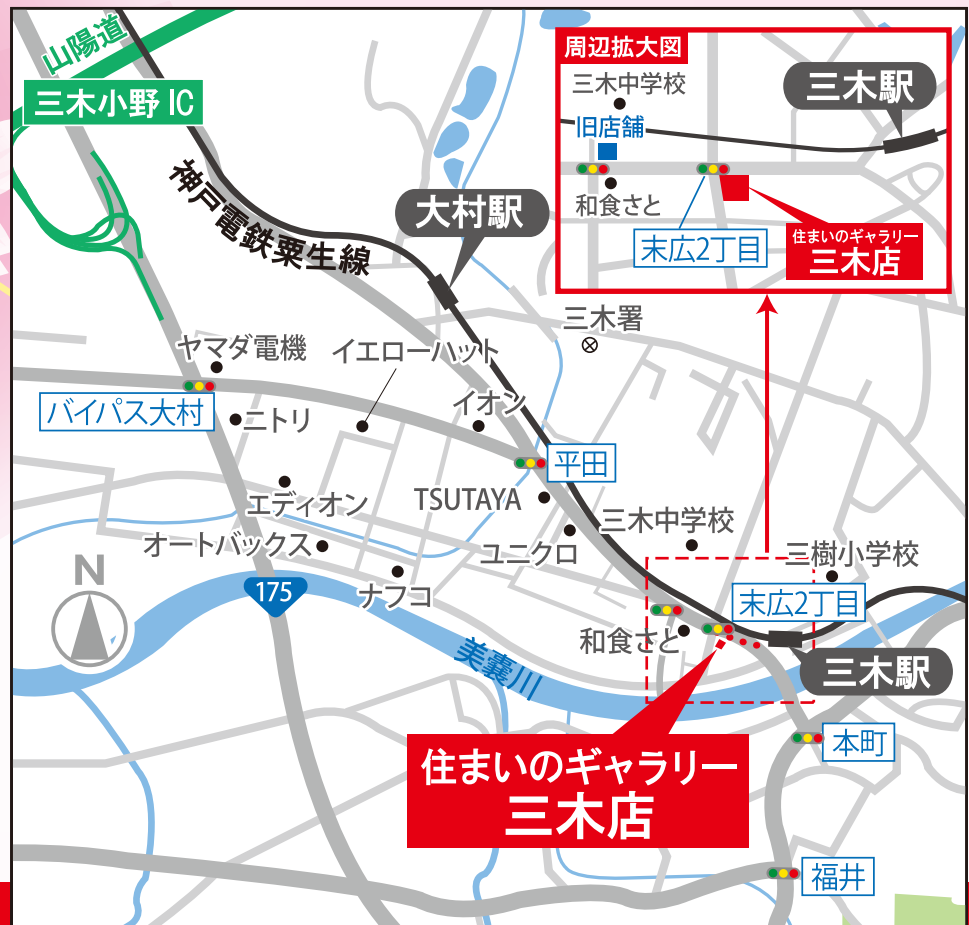 山陽道
三木小野 IC
神戸電鉄粟生線
大村駅
周辺拡大図
三木中学校
三木駅
旧店舗
和食さと
末広2丁目
住まいのギャラリー
三木店
三木署
ヤマダ電機
イエローハット
バイパス大村
ニトリ
イオン
平田
エディオン
TSUTAYA
オートバックス
ユニクロ
三木中学校
三樹小学校
N
175
ナフコ
末広2丁目
和食さと
美嚢川
三木駅
本町
住まいのギャラリー
三木店
福井